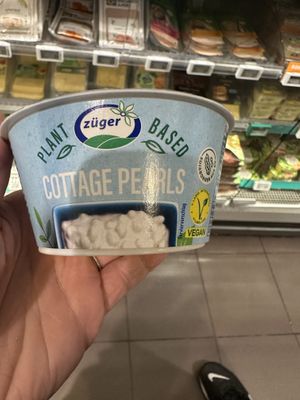 züger
PLANT BASED
COTTAGE PEARLS
VEGAN